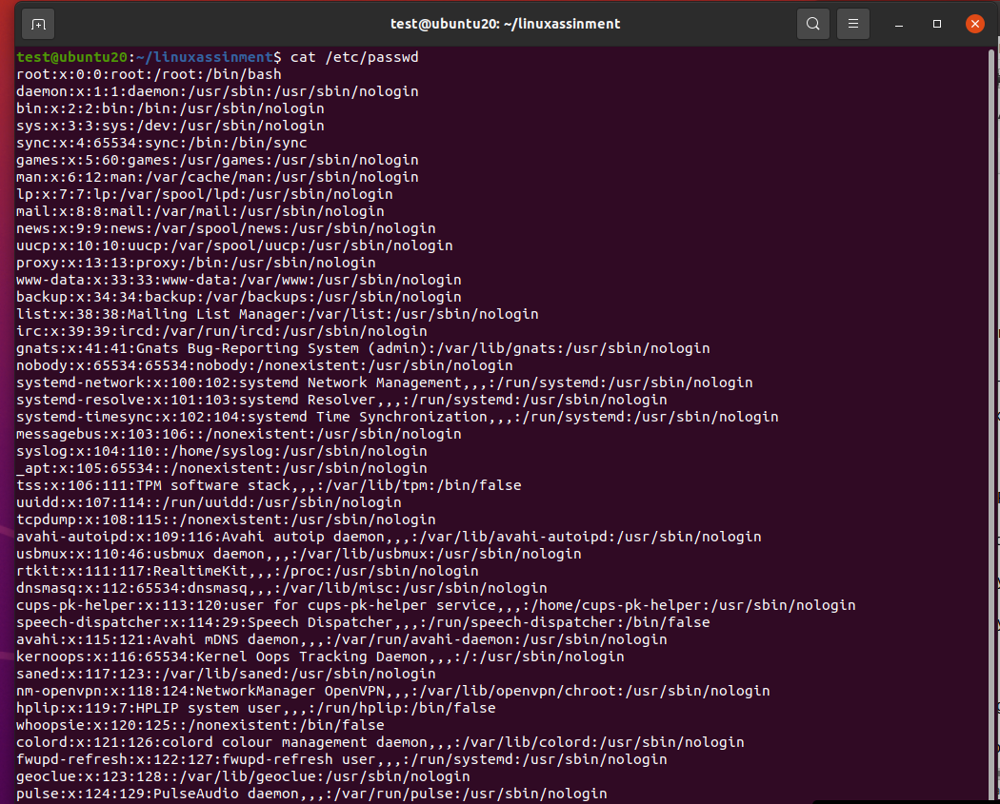 test@ubuntu20: ~/linuxassinment
test@ubuntu20:~/linuxassinment$ cat /etc/passwd
root:x:0:0:root:/root:/bin/bash
daemon:x:1:1:daemon:/usr/sbin:/usr/sbin/nologin
bin:x:2:2:bin:/bin:/usr/sbin/nologin
sys:x:3:3:sys:/dev:/usr/sbin/nologin
sync:x:4:65534:sync:/bin:/bin/sync
games:x:5:60:games:/usr/games:/usr/sbin/nologin
man:x:6:12:man:/var/cache/man:/usr/sbin/nologin
lp:x:7:7:lp:/var/spool/lpd:/usr/sbin/nologin
mail:x:8:8:mail:/var/mail:/usr/sbin/nologin
news:x:9:9:news:/var/spool/news:/usr/sbin/nologin
uucp:x:10:10:uucp:/var/spool/uucp:/usr/sbin/nologin
proxy:x:13:13:proxy:/bin:/usr/sbin/nologin
www-data:x:33:33:www-data:/var/www:/usr/sbin/nologin
backup:x:34:34:backup:/var/backups:/usr/sbin/nologin
list:x:38:38:Mailing List Manager:/var/list:/usr/sbin/nologin
irc:x:39:39:ircd:/var/run/ircd:/usr/sbin/nologin
gnats:x:41:41:Gnats Bug-Reporting System (admin):/var/lib/gnats:/usr/sbin/nologin
nobody:x:65534:65534:nobody:/nonexistent:/usr/sbin/nologin
systemd-network:x:100:102:systemd Network Management,,,:/run/systemd:/usr/sbin/nologin
systemd-resolve:x:101:103:systemd Resolver,,,:/run/systemd:/usr/sbin/nologin
systemd-timesync:x:102:104:systemd Time Synchronization,,,:/run/systemd:/usr/sbin/nologin
messagebus:x:103:106::/nonexistent:/usr/sbin/nologin
syslog:x:104:110::/home/syslog:/usr/sbin/nologin
_apt:x:105:65534::/nonexistent:/usr/sbin/nologin
tss:x:106:111:TPM software stack,,,:/var/lib/tpm:/bin/false
uuidd:x:107:114::/run/uuidd:/usr/sbin/nologin
tcpdump:x:108:115::/nonexistent:/usr/sbin/nologin
avahi-autoipd:x:109:116:Avahi autoip daemon,,,:/var/lib/avahi-autoipd:/usr/sbin/nologin
usbmux:x:110:46:usbmux daemon,,,:/var/lib/usbmux:/usr/sbin/nologin
rtkit:x:111:117:RealtimeKit,,,:/proc:/usr/sbin/nologin
dnsmasq:x:112:65534:dnsmasq,,,:/var/lib/misc:/usr/sbin/nologin
cups-pk-helper:x:113:120:user for cups-pk-helper service,,,:/home/cups-pk-helper:/usr/sbin/nologin
speech-dispatcher:x:114:29:Speech Dispatcher,,,:/run/speech-dispatcher:/bin/false
avahi:x:115:121:Avahi mDNS daemon,,,:/var/run/avahi-daemon:/usr/sbin/nologin
kernoops:x:116:65534:Kernel Oops Tracking Daemon,,,:/:/usr/sbin/nologin
saned:x:117:123::/var/lib/saned:/usr/sbin/nologin
nm-openvpn:x:118:124:NetworkManager OpenVPN,,,:/var/lib/openvpn/chroot:/usr/sbin/nologin
hplip:x:119:7:HPLIP system user,,,:/run/hplip:/bin/false
whoopsie:x:120:125::/nonexistent:/bin/false
colord:x:121:126:colord colour management daemon,,,:/var/lib/colord:/usr/sbin/nologin
fwupd-refresh:x:122:127:fwupd-refresh user,,,:/run/systemd:/usr/sbin/nologin
geoclue:x:123:128::/var/lib/geoclue:/usr/sbin/nologin
pulse:x:124:129:PulseAudio daemon,,,:/var/run/pulse:/usr/sbin/nologin